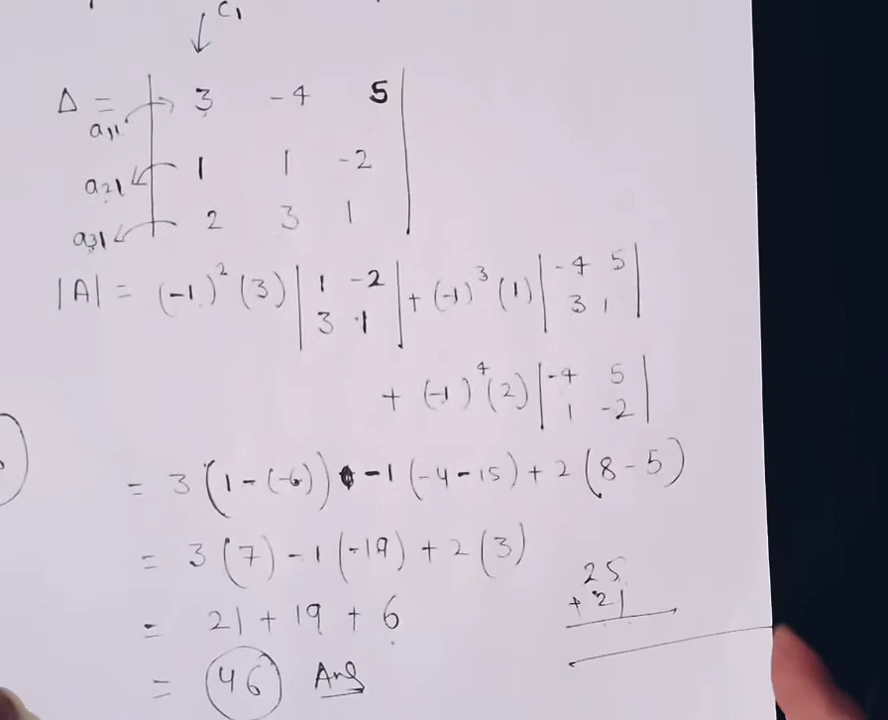 C1
Δ = | 3 -4 5 |
a11
a21 | 1 1 -2 |
a31 | 2 3 1 |
|A| = (-1)² (3) | 1 -2 | + (-1)³ (1) | -4 5 |
| 3 1 | | 3 1 |
+ (-1)⁴ (2) | -4 5 |
| 1 -2 |
= 3 (1 - (-6)) -1 (-4 - 15) + 2 (8 - 5)
= 3 (7) - 1 (-19) + 2 (3)
25
+ 21
= 21 + 19 + 6
= 46 Ans